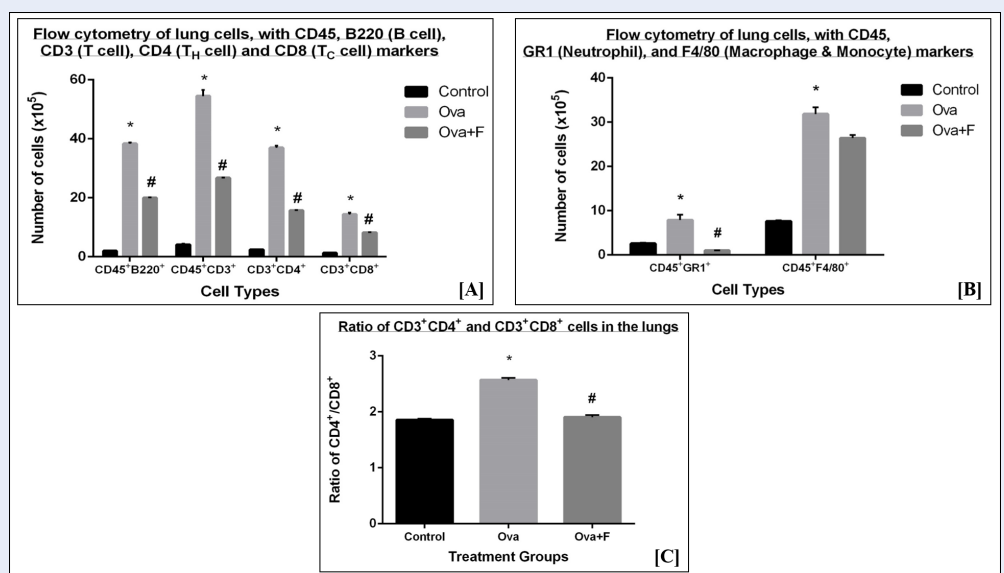 Flow cytometry of lung cells, with CD45, B220 (B cell),
CD3 (T cell), CD4 (TH cell) and CD8 (TC cell) markers
60
40
20
0
Number of cells (x10⁵)
*
#
*
#
*
#
*
#
Control
Ova
Ova+F
CD45⁺B220⁺
CD45⁺CD3⁺
CD3⁺CD4⁺
CD3⁺CD8⁺
Cell Types
[A]
Flow cytometry of lung cells, with CD45,
GR1 (Neutrophil), and F4/80 (Macrophage & Monocyte) markers
40
30
20
10
0
Number of cells (x10⁵)
*
#
*
Control
Ova
Ova+F
CD45⁺GR1⁺
CD45⁺F4/80⁺
Cell Types
[B]
Ratio of CD3⁺CD4⁺ and CD3⁺CD8⁺ cells in the lungs
3
2
1
0
Ratio of CD4⁺/CD8⁺
*
#
Control
Ova
Ova+F
Treatment Groups
[C]